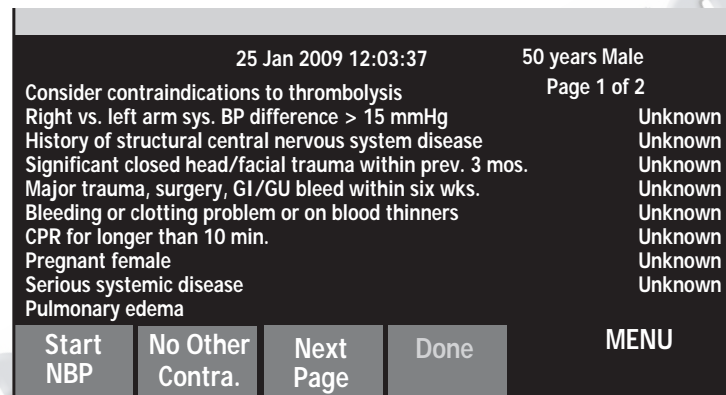 25 Jan 2009 12:03:37 50 years Male
Consider contraindications to thrombolysis Page 1 of 2
Right vs. left arm sys. BP difference > 15 mmHg Unknown
History of structural central nervous system disease Unknown
Significant closed head/facial trauma within prev. 3 mos. Unknown
Major trauma, surgery, GI/GU bleed within six wks. Unknown
Bleeding or clotting problem or on blood thinners Unknown
CPR for longer than 10 min. Unknown
Pregnant female Unknown
Serious systemic disease Unknown
Pulmonary edema
Start NBP
No Other Contra.
Next Page
Done
MENU